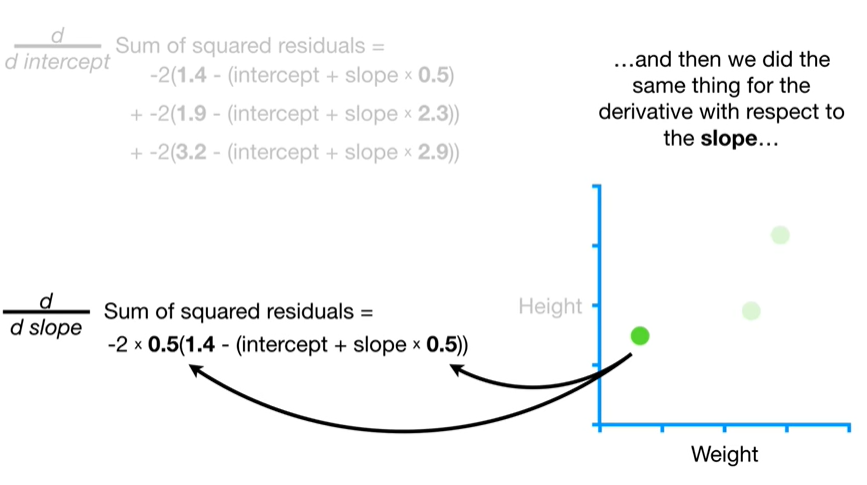 d
d intercept
Sum of squared residuals =
-2(1.4 - (intercept + slope × 0.5)
+ -2(1.9 - (intercept + slope × 2.3))
+ -2(3.2 - (intercept + slope × 2.9))
…and then we did the
same thing for the
derivative with respect to
the slope…
d
d slope
Sum of squared residuals =
-2 × 0.5(1.4 - (intercept + slope × 0.5))
Height
Weight